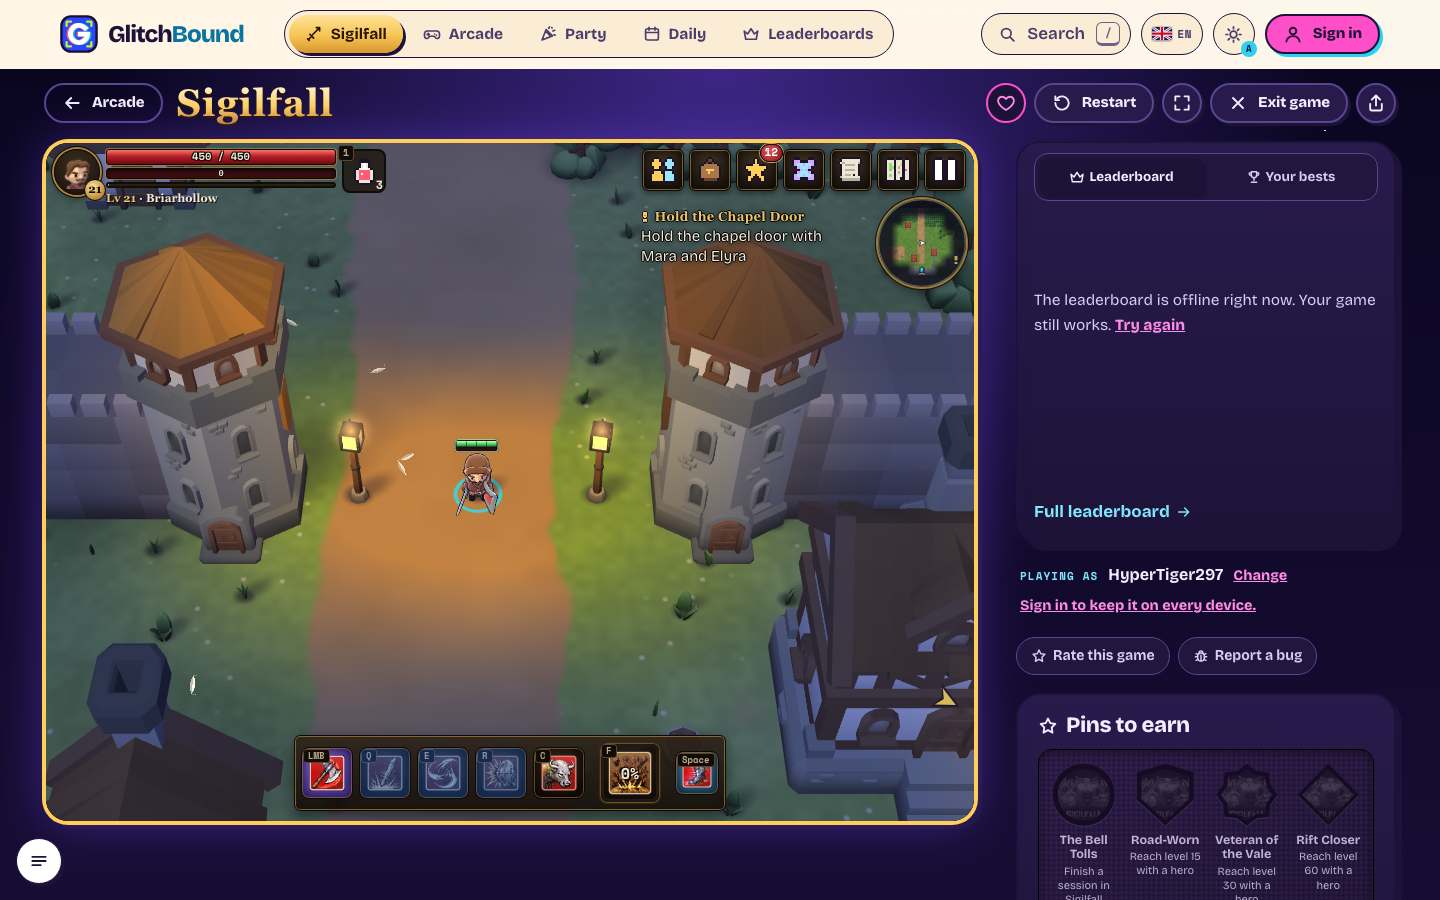 GlitchBound
Sigilfall
Arcade
Party
Daily
Leaderboards
Search /
EN
A
Sign in
Arcade
Sigilfall
Restart
Exit game
450 / 450
0
21
Lv 21 · Briarhollow
1
3
12
Hold the Chapel Door
Hold the chapel door with
Mara and Elyra
LMB
Q
E
R
C
F
0%
Space
Leaderboard
Your bests
The leaderboard is offline right now. Your game
still works. Try again
Full leaderboard
PLAYING AS HyperTiger297 Change
Sign in to keep it on every device.
Rate this game
Report a bug
Pins to earn
The Bell
Tolls
Finish a
session in
Sigilfall
Road-Worn
Reach level 15
with a hero
Veteran of
the Vale
Reach level
30 with a
hero
Rift Closer
Reach level
60 with a
hero